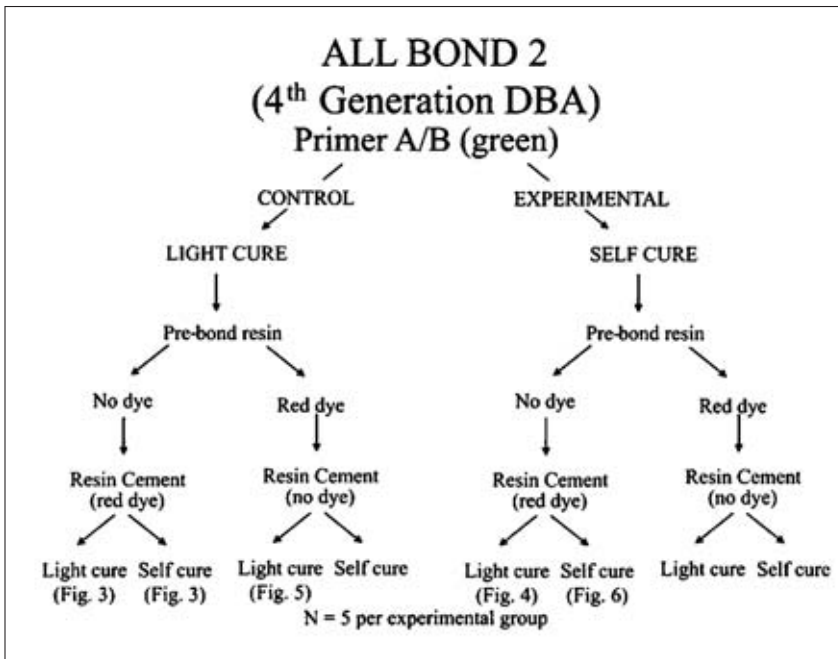 ALL BOND 2
(4th Generation DBA)
Primer A/B (green)
CONTROL EXPERIMENTAL
LIGHT CURE SELF CURE
Pre-bond resin Pre-bond resin
No dye Red dye No dye Red dye
Resin Cement Resin Cement Resin Cement Resin Cement
(red dye) (no dye) (red dye) (no dye)
Light cure Self cure Light cure Self cure Light cure Self cure Light cure Self cure
(Fig. 3) (Fig. 3) (Fig. 5) (Fig. 4) (Fig. 6)
N = 5 per experimental group